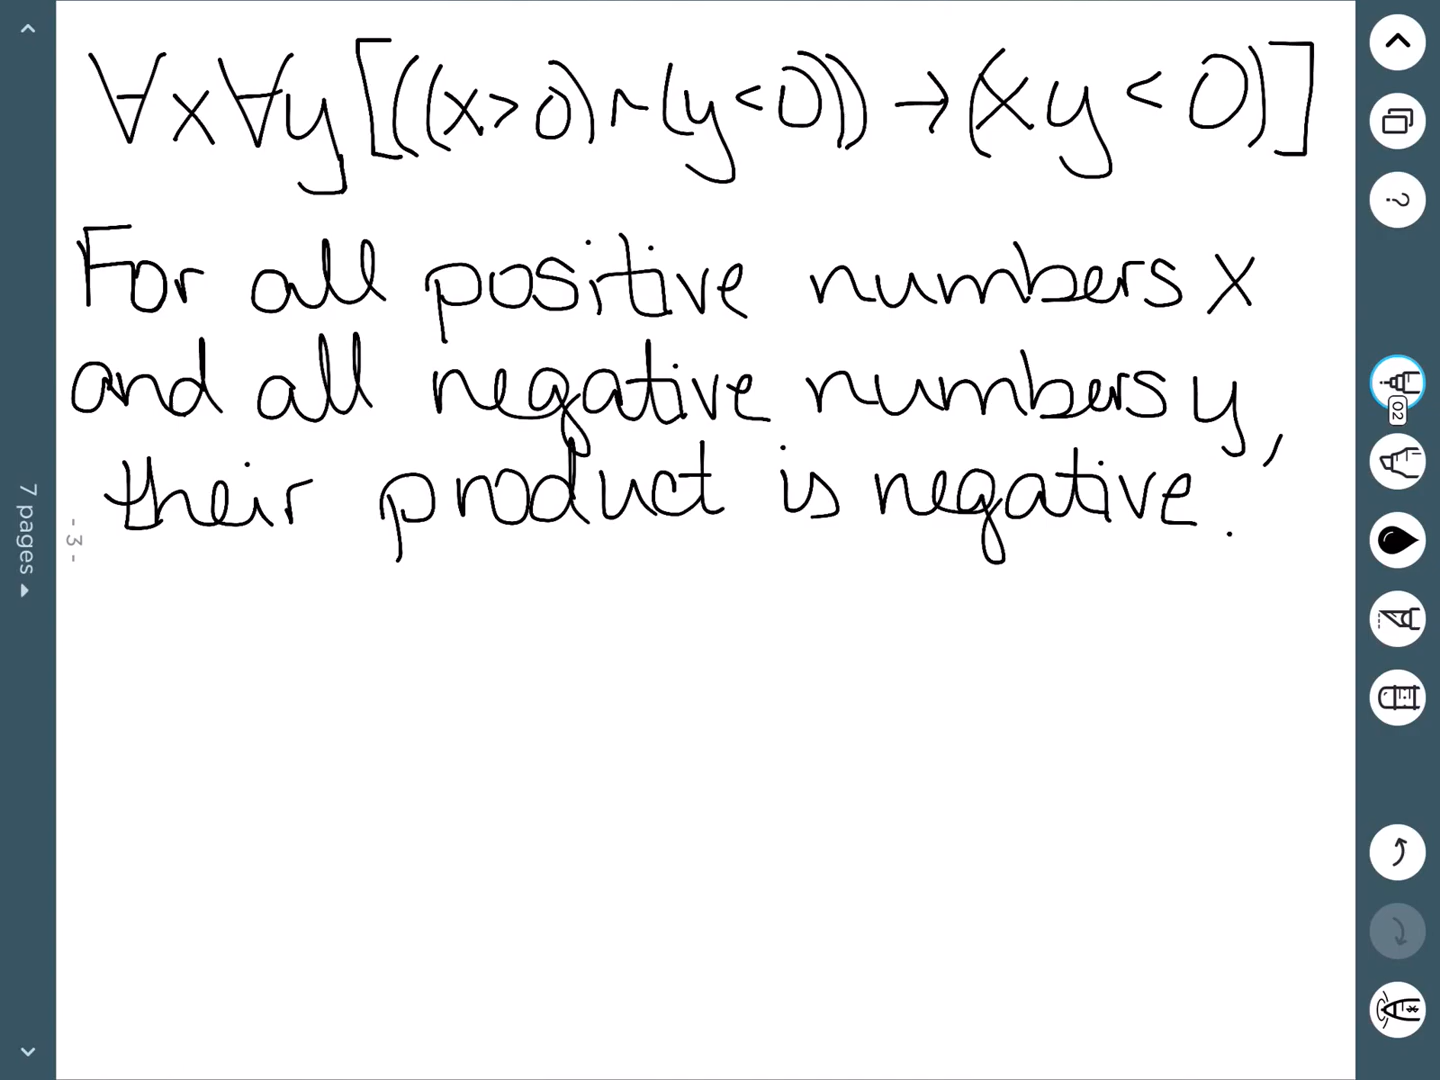 ∀x∀y[((x>0)∧(y<0))→(xy<0)]
For all positive numbers x
and all negative numbers y,
their product is negative.
- 3 -
7 pages
?
02